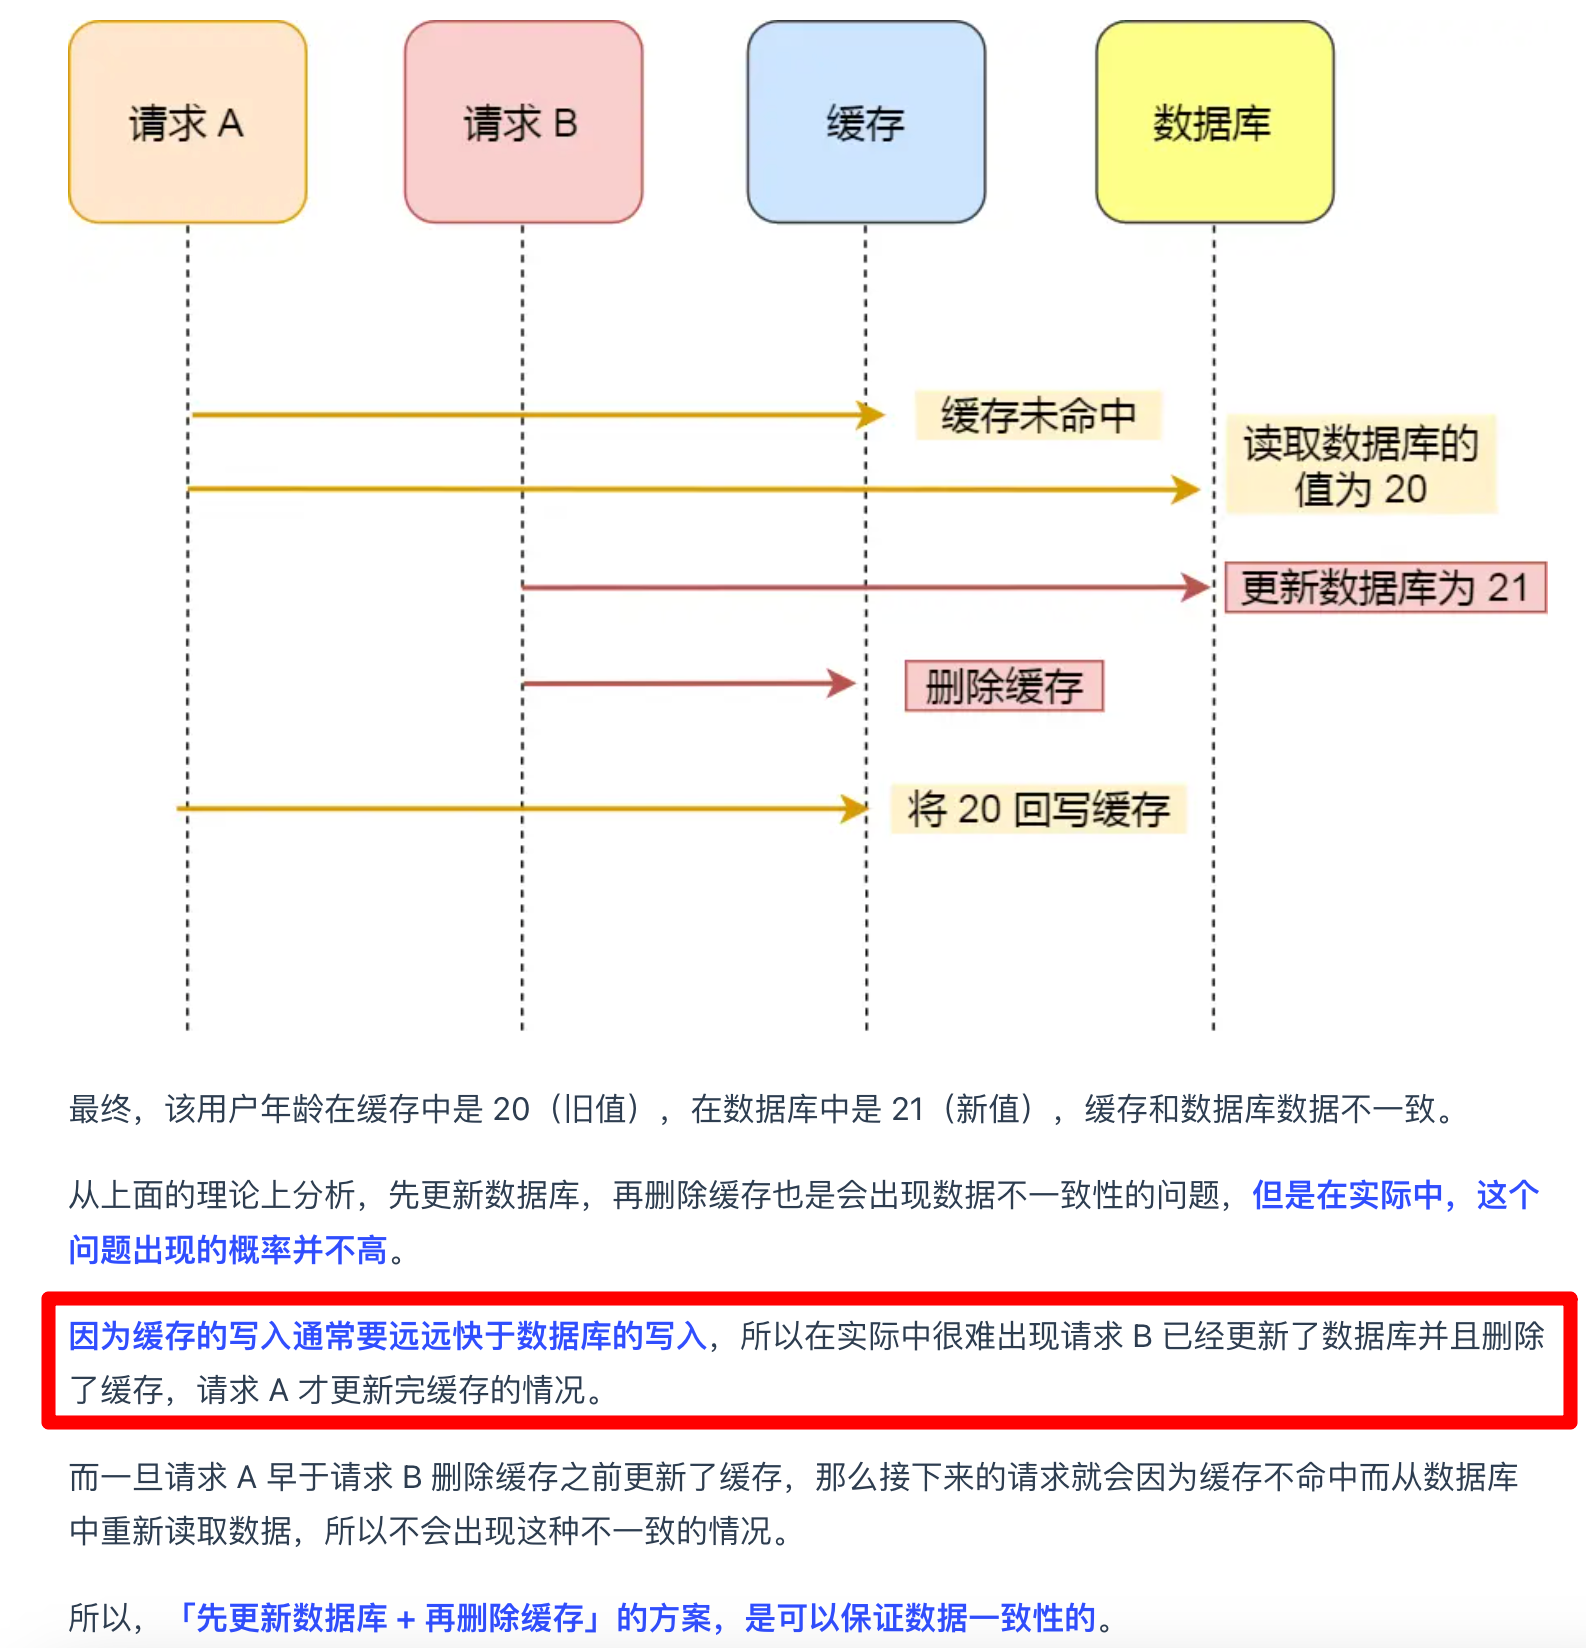 请求 A
请求 B
缓存
数据库
缓存未命中
读取数据库的
值为 20
更新数据库为 21
删除缓存
将 20 回写缓存
最终，该用户年龄在缓存中是 20（旧值），在数据库中是 21（新值），缓存和数据库数据不一致。
从上面的理论上分析，先更新数据库，再删除缓存也是会出现数据不一致性的问题，但是在实际中，这个
问题出现的概率并不高。
因为缓存的写入通常要远远快于数据库的写入，所以在实际中很难出现请求 B 已经更新了数据库并且删除
了缓存，请求 A 才更新完缓存的情况。
而一旦请求 A 早于请求 B 删除缓存之前更新了缓存，那么接下来的请求就会因为缓存不命中而从数据库
中重新读取数据，所以不会出现这种不一致的情况。
所以，「先更新数据库 + 再删除缓存」的方案，是可以保证数据一致性的。